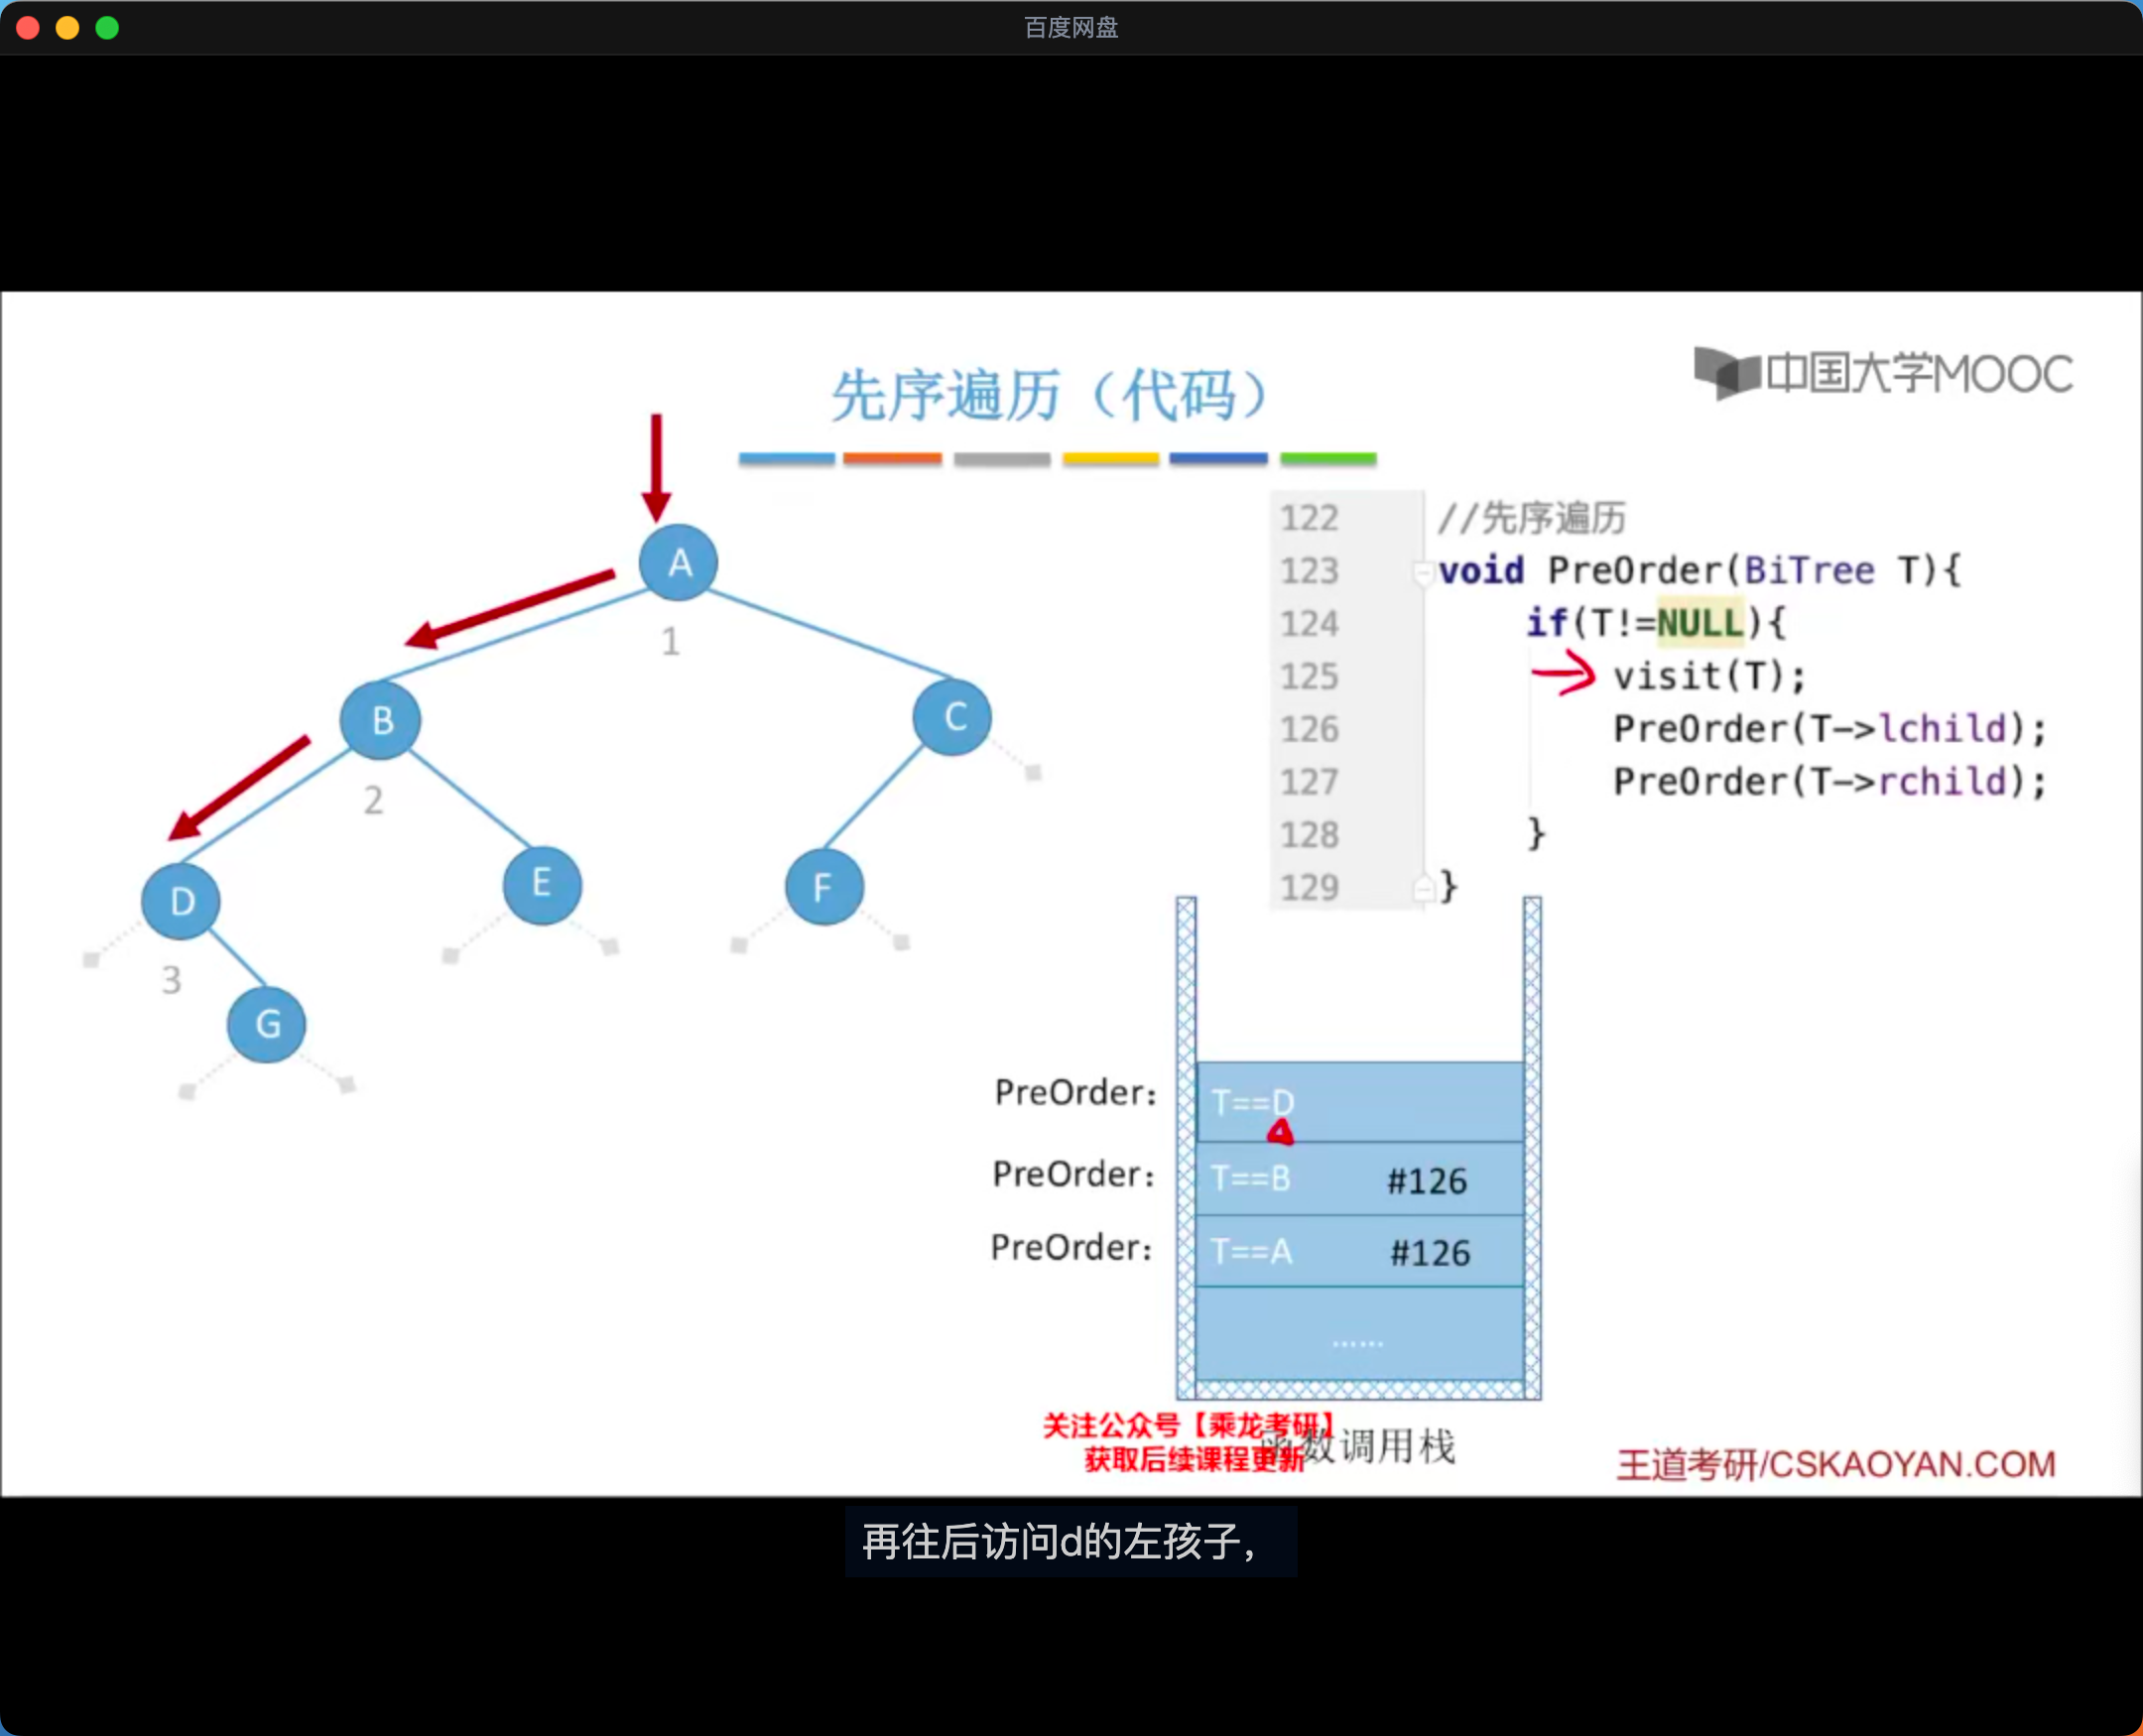 百度网盘
先序遍历（代码）
中国大学MOOC
A
1
B
C
2
D
E
F
3
G
122 //先序遍历
123 void PreOrder(BiTree T){
124 if(T!=NULL){
125 visit(T);
126 PreOrder(T->lchild);
127 PreOrder(T->rchild);
128 }
129 }
PreOrder: T==D
PreOrder: T==B #126
PreOrder: T==A #126
......
关注公众号【乘龙考研】
获取后续课程更新
函数调用栈
王道考研/CSKAOYAN.COM
再往后访问d的左孩子，